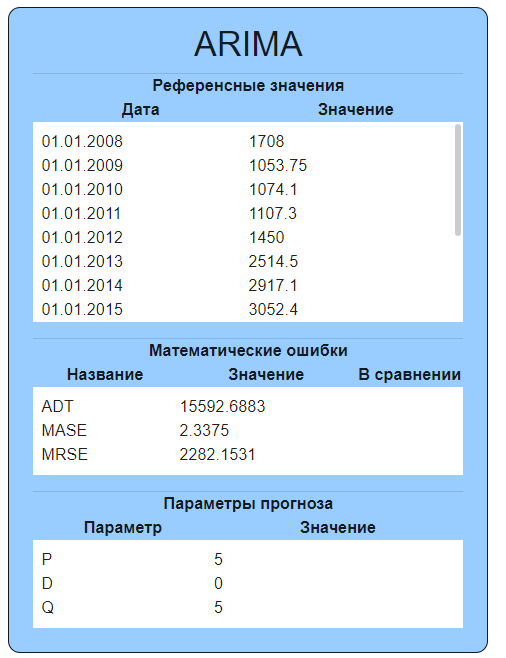 ARIMA
Референсные значения
Дата Значение
01.01.2008 1708
01.01.2009 1053.75
01.01.2010 1074.1
01.01.2011 1107.3
01.01.2012 1450
01.01.2013 2514.5
01.01.2014 2917.1
01.01.2015 3052.4
Математические ошибки
Название Значение В сравнении
ADT 15592.6883
MASE 2.3375
MRSE 2282.1531
Параметры прогноза
Параметр Значение
P 5
D 0
Q 5